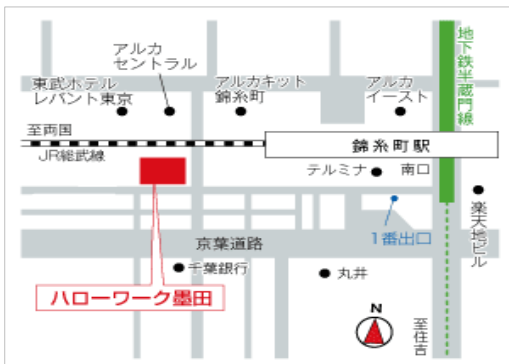 アルカ
セントラル
東武ホテル
レバント東京
アルカキット
錦糸町
アルカ
イースト
地下鉄半蔵門線
至両国
JR総武線
錦糸町駅
テルミナ
南口
1番出口
楽天地ビル
京葉道路
千葉銀行
丸井
ハローワーク墨田
N
至住吉